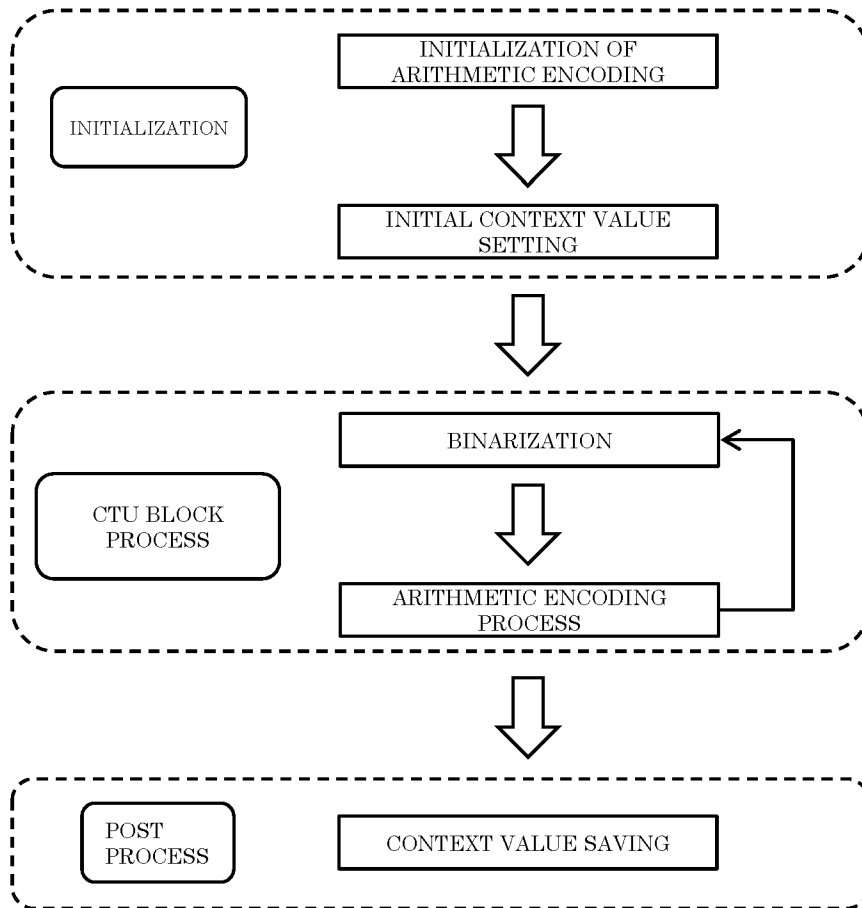 INITIALIZATION OF
ARITHMETIC ENCODING
INITIALIZATION
INITIAL CONTEXT VALUE
SETTING
BINARIZATION
CTU BLOCK
PROCESS
ARITHMETIC ENCODING
PROCESS
POST
PROCESS
CONTEXT VALUE SAVING